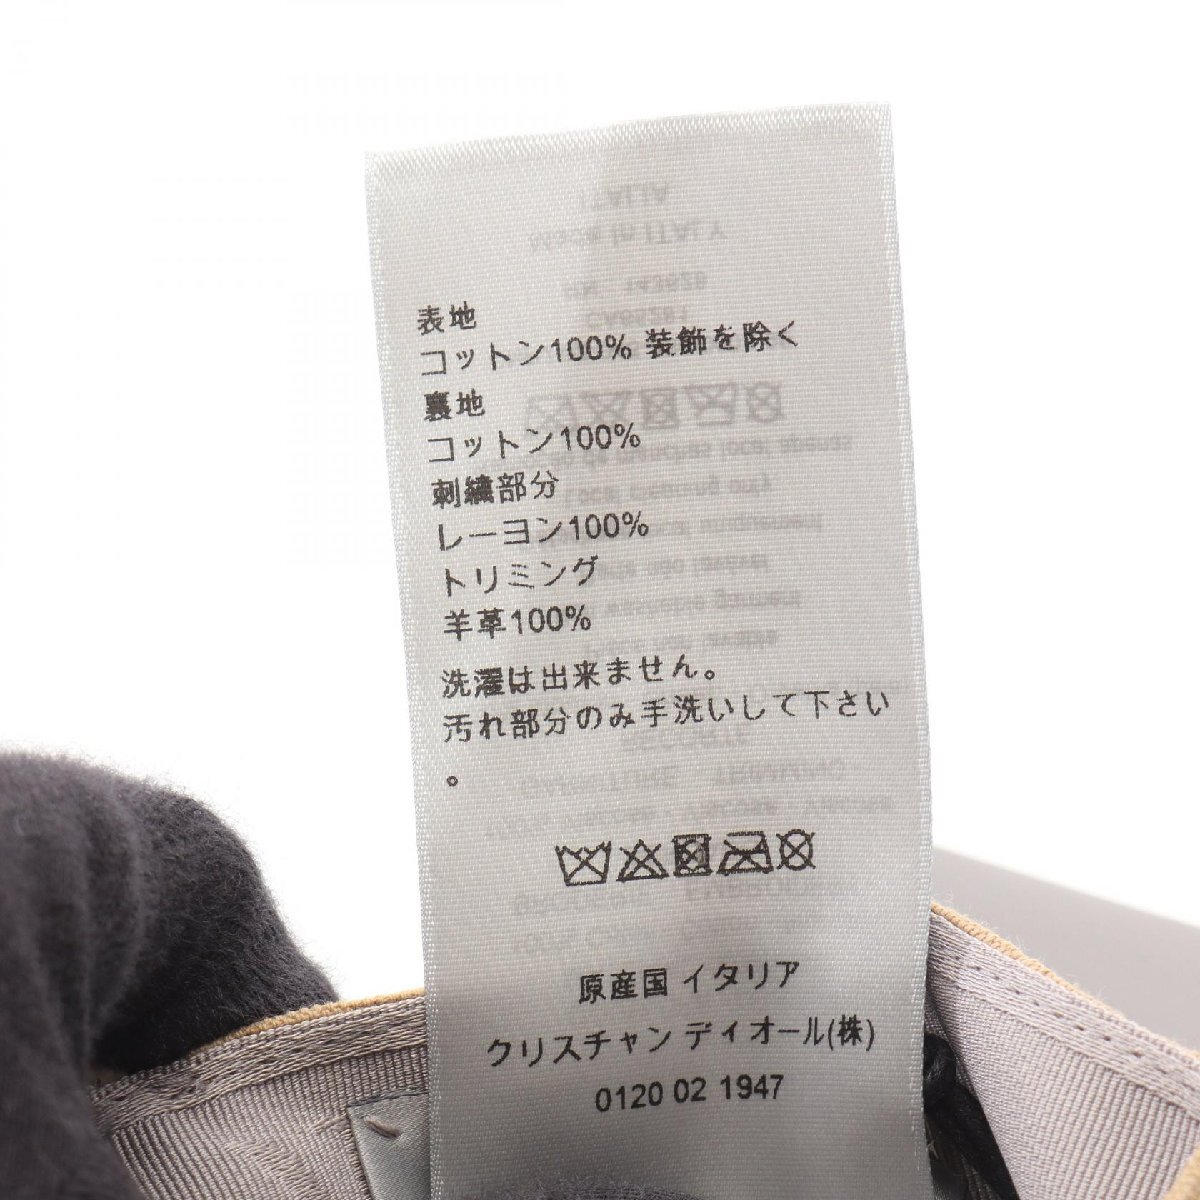 表地
コットン100% 装飾を除く
裏地
コットン100%
刺繍部分
レーヨン100%
トリミング
羊革100%
洗濯は出来ません。
汚れ部分のみ手洗いして下さい
。
原産国 イタリア
クリスチャン ディオール(株)
0120 02 1947